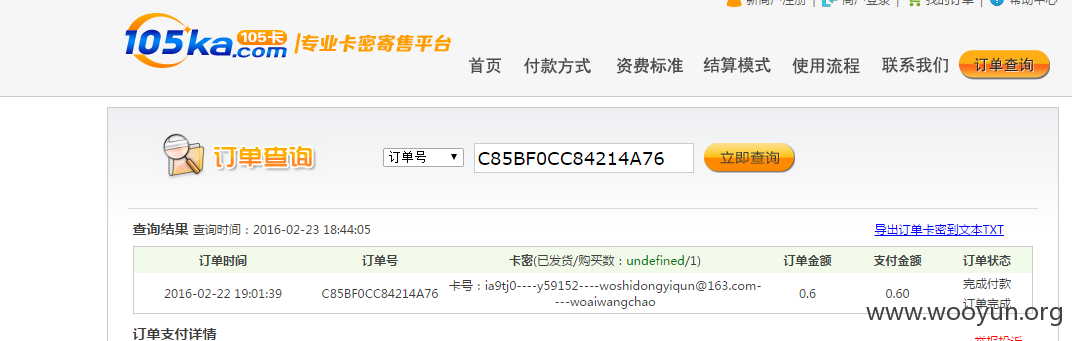 新商户注册 | 商户登录 | 我的订单 | 帮助中心
105ka.com 105-卡 专业卡密寄售平台
首页 付款方式 资费标准 结算模式 使用流程 联系我们 订单查询
订单查询 订单号 C85BF0CC84214A76 立即查询
查询结果 查询时间：2016-02-23 18:44:05 导出订单卡密到文本TXT
订单时间 订单号 卡密(已发货/购买数：undefined/1) 订单金额 支付金额 订单状态
2016-02-22 19:01:39 C85BF0CC84214A76 卡号：ia9tj0----y59152----woshidongyiqun@163.com- 0.6 0.60 完成付款
---woaiwangchao 订单完成
www.wooyun.org
订单支付详情 举报投诉